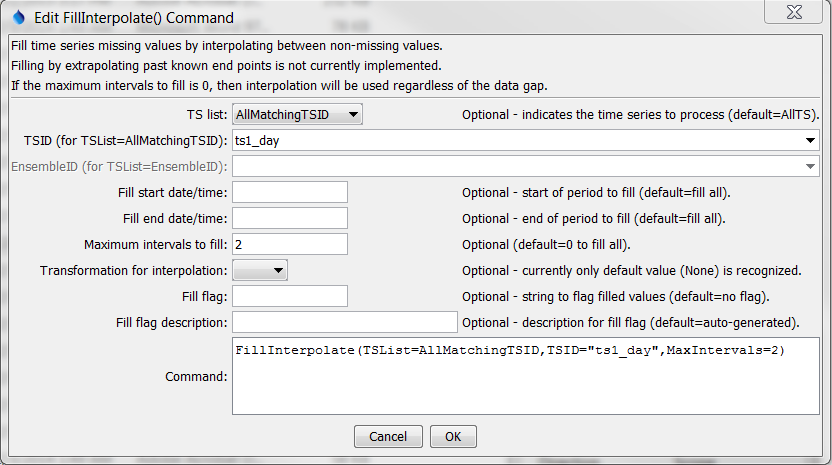 Edit FillInterpolate() Command
Fill time series missing values by interpolating between non-missing values.
Filling by extrapolating past known end points is not currently implemented.
If the maximum intervals to fill is 0, then interpolation will be used regardless of the data gap.
TS list: AllMatchingTSID Optional - indicates the time series to process (default=AllTS).
TSID (for TSList=AllMatchingTSID): ts1_day
EnsembleID (for TSList=EnsembleID):
Fill start date/time: Optional - start of period to fill (default=fill all).
Fill end date/time: Optional - end of period to fill (default=fill all).
Maximum intervals to fill: 2 Optional (default=0 to fill all).
Transformation for interpolation: Optional - currently only default value (None) is recognized.
Fill flag: Optional - string to flag filled values (default=no flag).
Fill flag description: Optional - description for fill flag (default=auto-generated).
Command: FillInterpolate(TSList=AllMatchingTSID,TSID="ts1_day",MaxIntervals=2)
Cancel OK